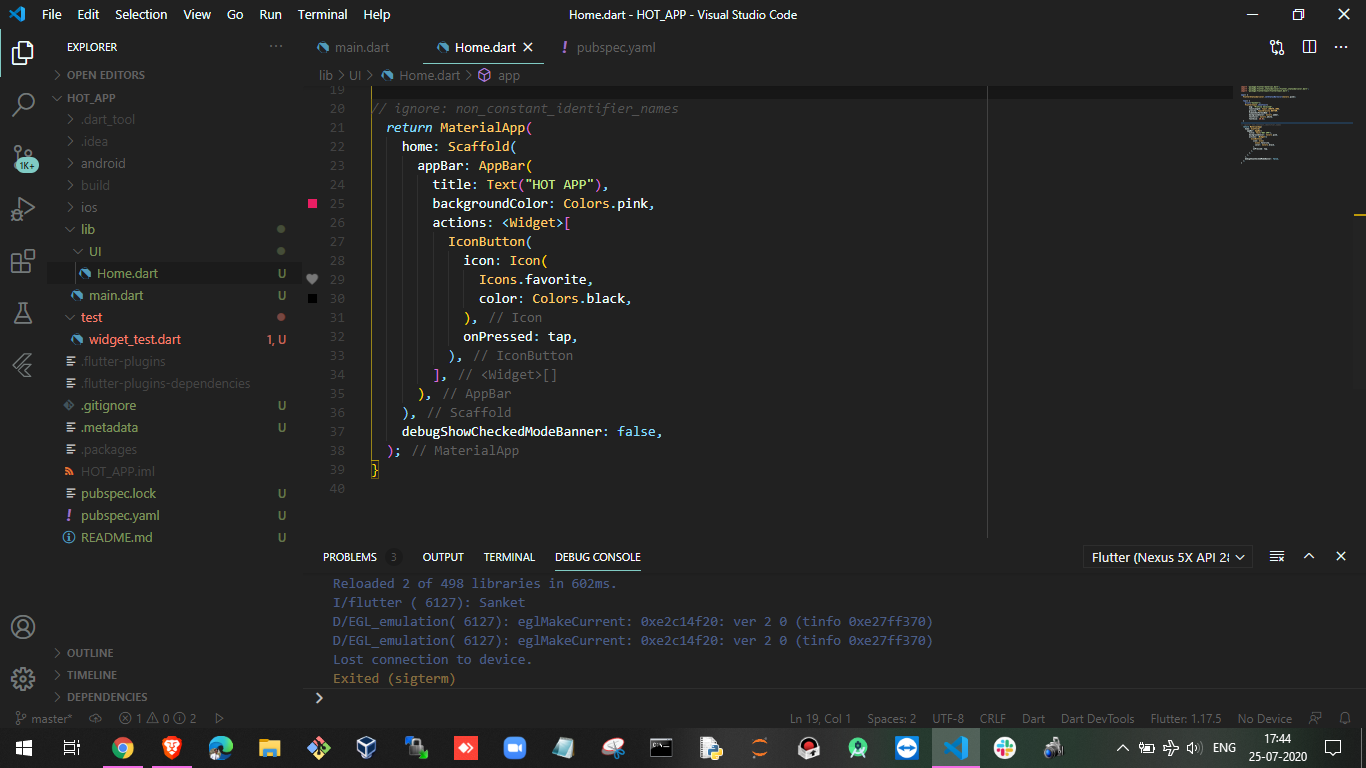 File Edit Selection View Go Run Terminal Help
Home.dart - HOT_APP - Visual Studio Code
EXPLORER
OPEN EDITORS
HOT_APP
.dart_tool
.idea
android
build
ios
lib
UI
Home.dart U
main.dart U
test
widget_test.dart 1, U
.flutter-plugins
.flutter-plugins-dependencies
.gitignore U
.metadata U
.packages
HOT_APP.iml
pubspec.lock U
! pubspec.yaml U
README.md U
OUTLINE
TIMELINE
DEPENDENCIES
1K+
main.dart Home.dart ! pubspec.yaml
lib > UI > Home.dart > app
19
20 // ignore: non_constant_identifier_names
21 return MaterialApp(
22 home: Scaffold(
23 appBar: AppBar(
24 title: Text("HOT APP"),
25 backgroundColor: Colors.pink,
26 actions: <Widget>[
27 IconButton(
28 icon: Icon(
29 Icons.favorite,
30 color: Colors.black,
31 ), // Icon
32 onPressed: tap,
33 ), // IconButton
34 ], // <Widget>[]
35 ), // AppBar
36 ), // Scaffold
37 debugShowCheckedModeBanner: false,
38 ); // MaterialApp
39 }
40
PROBLEMS 3 OUTPUT TERMINAL DEBUG CONSOLE
Flutter (Nexus 5X API 28
Reloaded 2 of 498 libraries in 602ms.
I/flutter ( 6127): Sanket
D/EGL_emulation( 6127): eglMakeCurrent: 0xe2c14f20: ver 2 0 (tinfo 0xe27ff370)
D/EGL_emulation( 6127): eglMakeCurrent: 0xe2c14f20: ver 2 0 (tinfo 0xe27ff370)
Lost connection to device.
Exited (sigterm)
master* 1 0 2
Ln 19, Col 1 Spaces: 2 UTF-8 CRLF Dart Dart DevTools Flutter: 1.17.5 No Device
ENG
17:44
25-07-2020